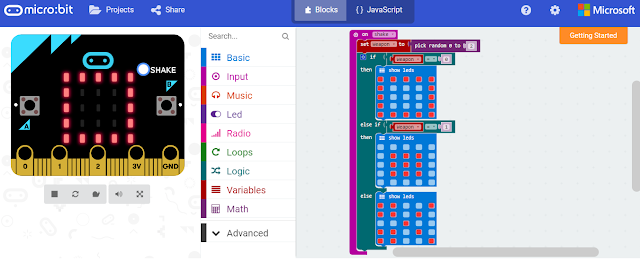 micro:bit
Projects
Share
Blocks
{} JavaScript
Microsoft
Search...
Basic
Input
Music
Led
Radio
Loops
Logic
Variables
Math
Advanced
SHAKE
B
A
0 1 2 3V GND
on shake
set weapon to pick random 0 to 2
if weapon = 0
then show leds
else if weapon = 1
then show leds
else show leds
Getting Started